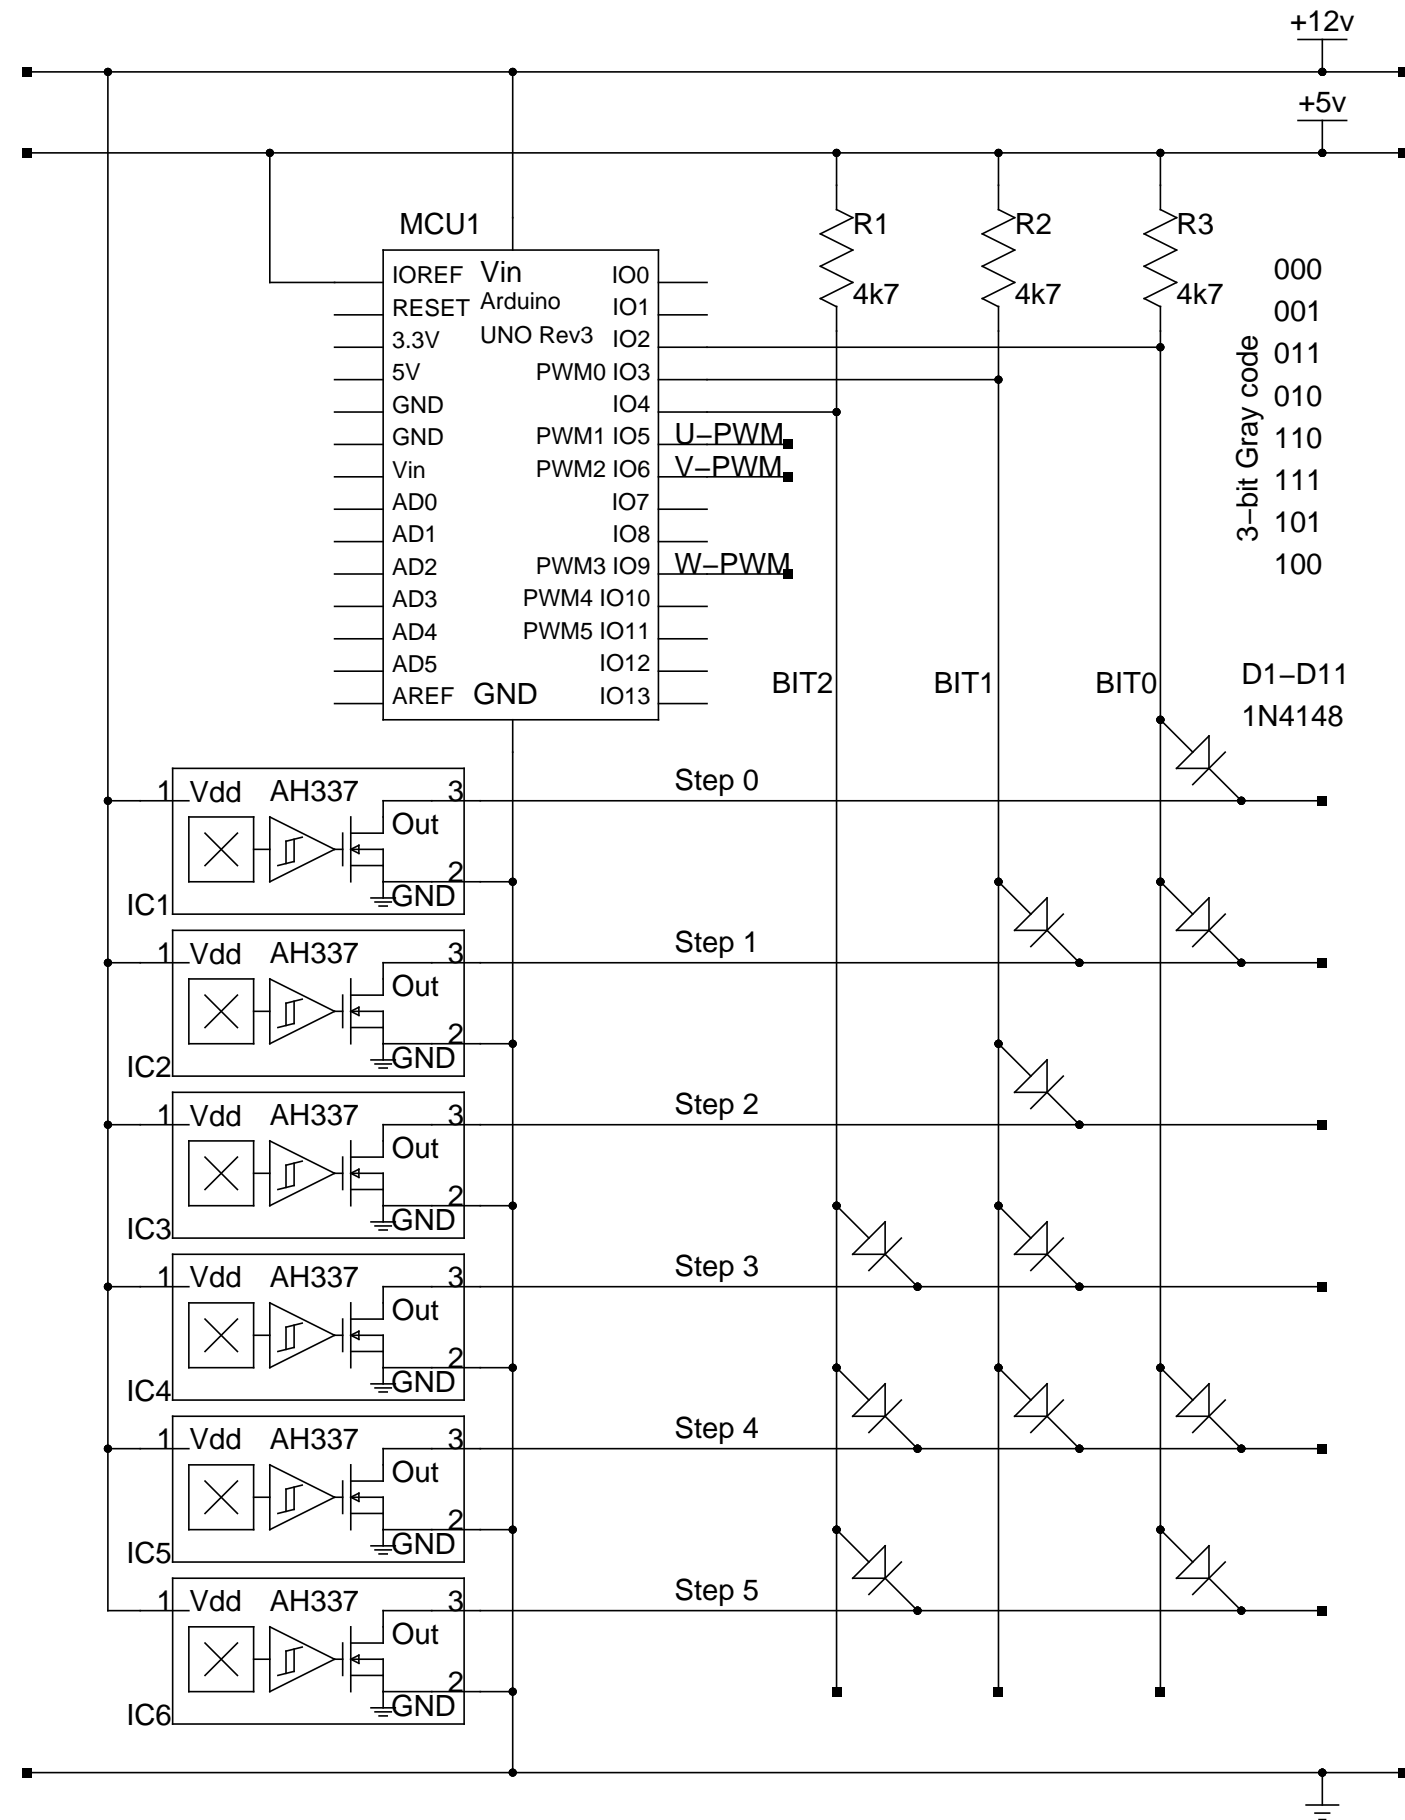 +12v
+5v
MCU1
R1
R2
R3
4k7
4k7
4k7
IOREF
RESET
3.3V
5V
GND
GND
Vin
AD0
AD1
AD2
AD3
AD4
AD5
AREF
Vin
Arduino
UNO Rev3
GND
IO0
IO1
IO2
PWM0 IO3
IO4
PWM1 IO5
PWM2 IO6
IO7
IO8
PWM3 IO9
PWM4 IO10
PWM5 IO11
IO12
IO13
U−PWM
V−PWM
W−PWM
3−bit Gray code
000
001
011
010
110
111
101
100
BIT2
BIT1
BIT0
D1−D11
1N4148
1 Vdd AH337 3
Out
2
GND
IC1
Step 0
1 Vdd AH337 3
Out
2
GND
IC2
Step 1
1 Vdd AH337 3
Out
2
GND
IC3
Step 2
1 Vdd AH337 3
Out
2
GND
IC4
Step 3
1 Vdd AH337 3
Out
2
GND
IC5
Step 4
1 Vdd AH337 3
Out
2
GND
IC6
Step 5